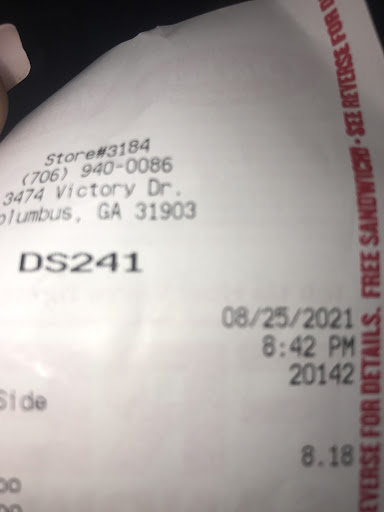 Store#3184
(706) 940-0086
3474 Victory Dr.
olumbus, GA 31903
DS241
08/25/2021
8:42 PM
20142
Side
8.18
EVERSE FOR DETAILS. FREE SANDWICH! • SEE REVERSE FOR D